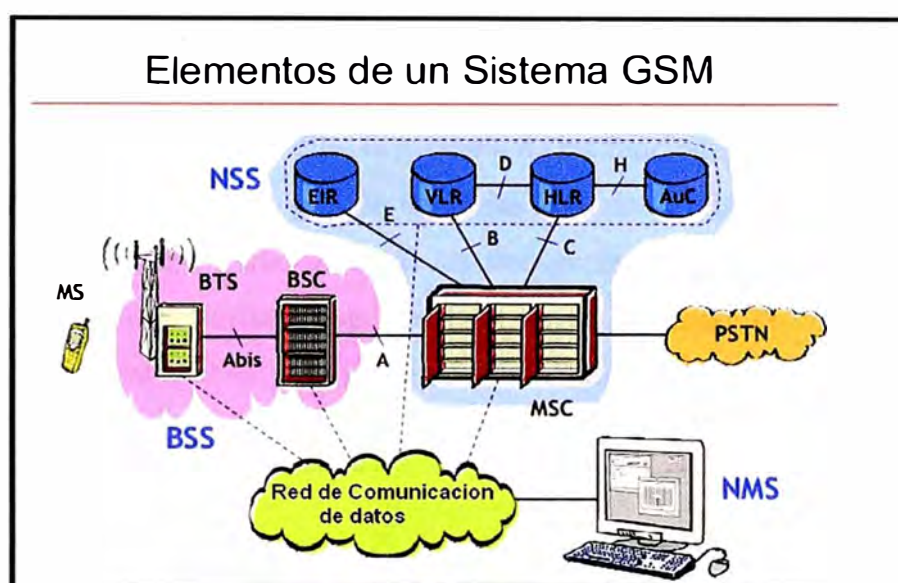 Elementos de un Sistema GSM
NSS
EIR
VLR
D
HLR
H
AuC
E
B
C
MS
BTS
BSC
Abis
A
MSC
PSTN
BSS
Red de Comunicacion
de datos
NMS